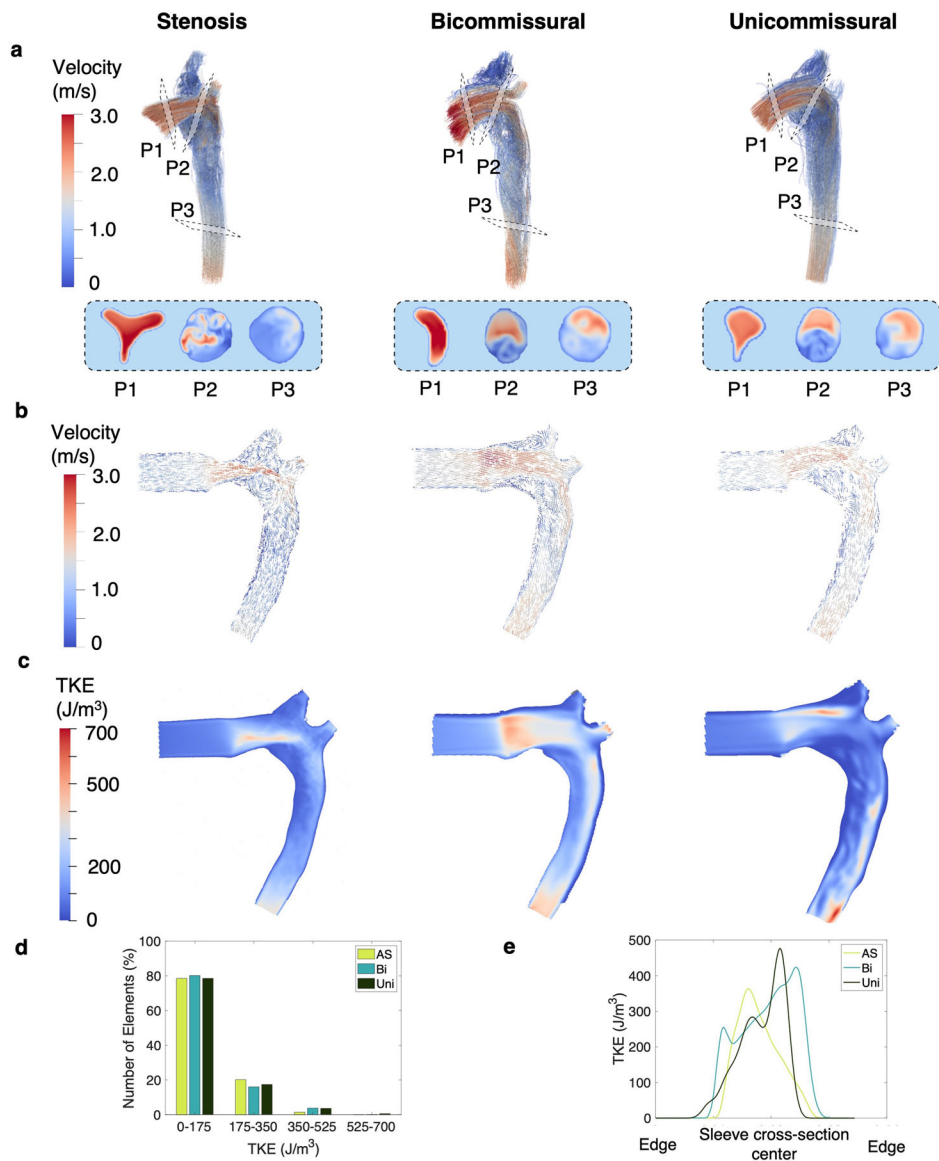 Stenosis Bicommissural Unicommissural
a
Velocity
(m/s)
3.0
2.0
1.0
0
P1
P2
P3
P1
P2
P3
P1
P2
P3
P1 P2 P3 P1 P2 P3 P1 P2 P3
b
Velocity
(m/s)
3.0
2.0
1.0
0.0
c
TKE
(J/m³)
700
500
200
0
d
Number of Elements (%)
100
80
60
40
20
0
AS
Bi
Uni
0-175 175-350 350-525 525-700
TKE (J/m³)
e
TKE (J/m³)
500
400
300
200
100
0
AS
Bi
Uni
Edge Sleeve cross-section Edge
center